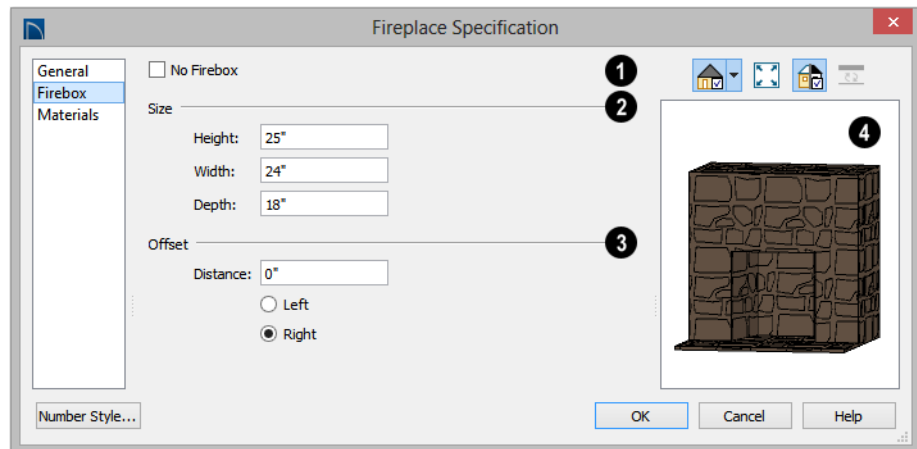 Fireplace Specification
General
Firebox
Materials
No Firebox
1
Size
2
Height: 25"
Width: 24"
Depth: 18"
Offset
3
Distance: 0"
Left
Right
4
Number Style...
OK
Cancel
Help